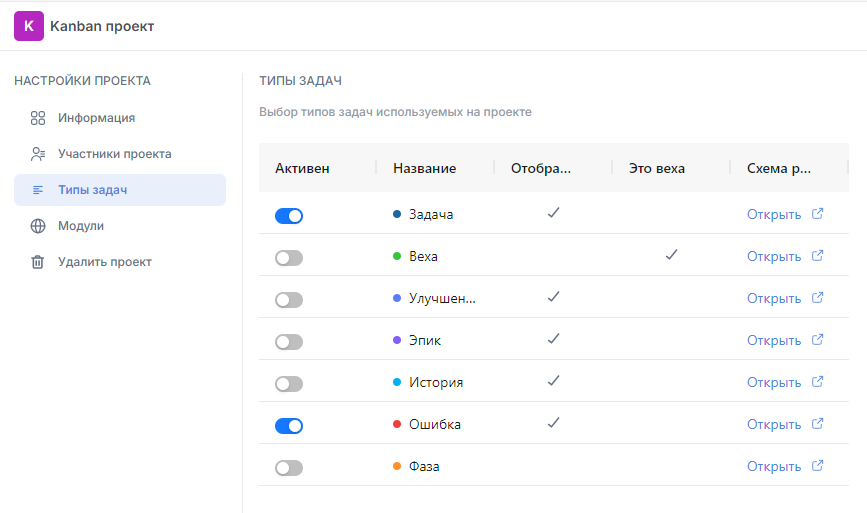 K Kanban проект
НАСТРОЙКИ ПРОЕКТА
Информация
Участники проекта
Типы задач
Модули
Удалить проект
ТИПЫ ЗАДАЧ
Выбор типов задач используемых на проекте
Активен Название Отобра... Это веха Схема р...
Задача Открыть
Веха Открыть
Улучшен... Открыть
Эпик Открыть
История Открыть
Ошибка Открыть
Фаза Открыть